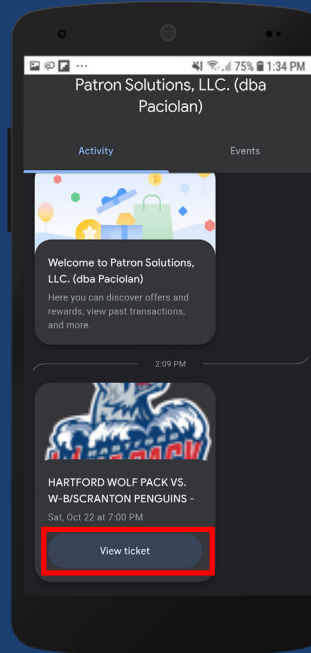 75% 1:34 PM
Patron Solutions, LLC. (dba
Paciolan)
Activity
Events
Welcome to Patron Solutions,
LLC. (dba Paciolan)
Here you can discover offers and
rewards, view past transactions,
and more.
2:09 PM
HARTFORD WOLF PACK VS.
W-B/SCRANTON PENGUINS -
Sat, Oct 22 at 7:00 PM
View ticket